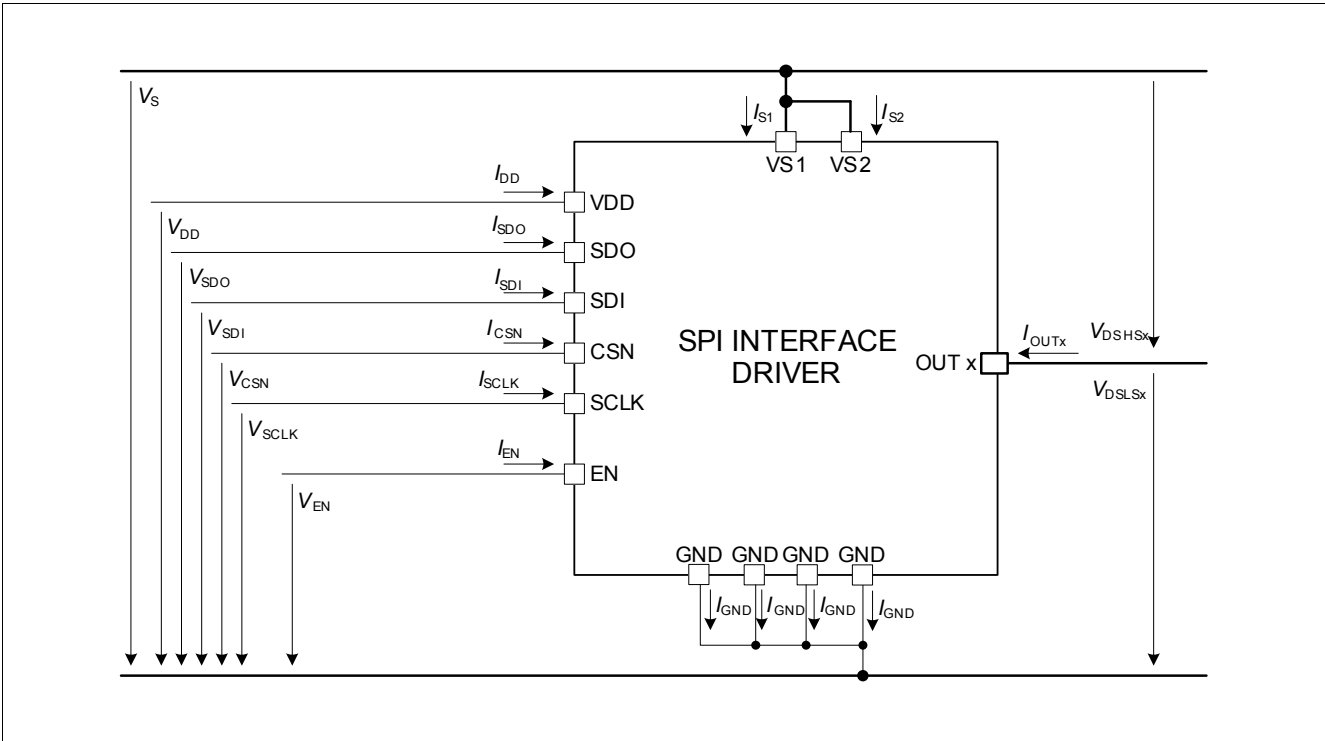 VS
IS1
IS2
VS1 VS2
IDD
VDD
VDD
ISDO
SDO
VSDO
ISDI
SDI
VSDI
ICSN
CSN
VCSN
ISCLK
SCLK
VSCLK
IEN
EN
VEN
SPI INTERFACE
DRIVER
OUT x
IOUTx
VDSHSx
VDSLSx
GND GND GND GND
IGND IGND IGND IGND